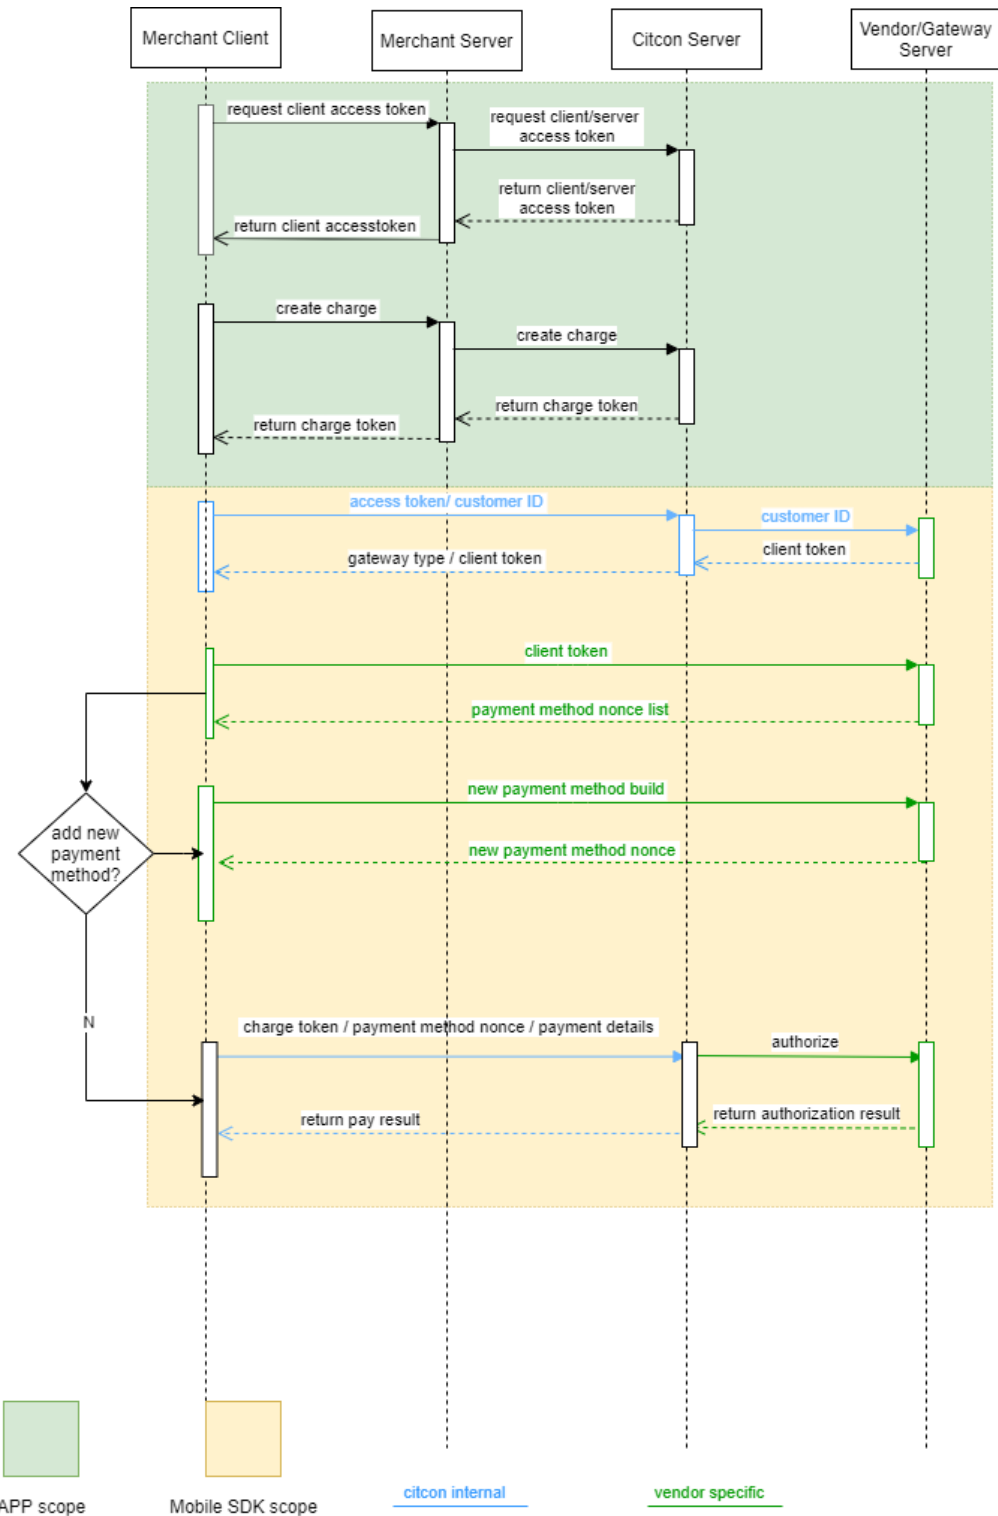 Merchant Client
Merchant Server
Citcon Server
Vendor/Gateway
Server
request client access token
request client/server
access token
return client/server
access token
return client accesstoken
create charge
create charge
return charge token
return charge token
access token/ customer ID
customer ID
client token
gateway type / client token
client token
payment method nonce list
new payment method build
add new
payment
method?
new payment method nonce
N
charge token / payment method nonce / payment details
authorize
return authorization result
return pay result
APP scope
Mobile SDK scope
citcon internal
vendor specific